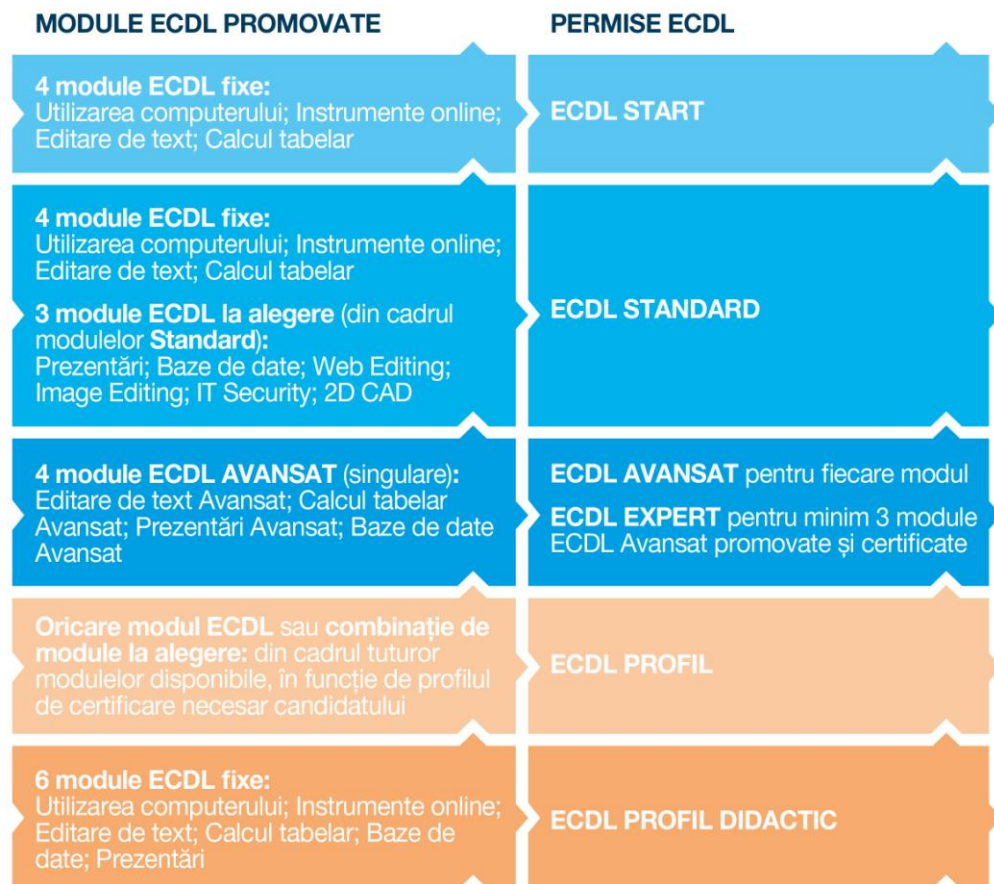 MODULE ECDL PROMOVATE
PERMISE ECDL
4 module ECDL fixe:
Utilizarea computerului; Instrumente online;
Editare de text; Calcul tabelar
ECDL START
4 module ECDL fixe:
Utilizarea computerului; Instrumente online;
Editare de text; Calcul tabelar
3 module ECDL la alegere (din cadrul
modulelor Standard):
Prezentări; Baze de date; Web Editing;
Image Editing; IT Security; 2D CAD
ECDL STANDARD
4 module ECDL AVANSAT (singulare):
Editare de text Avansat; Calcul tabelar
Avansat; Prezentări Avansat; Baze de date
Avansat
ECDL AVANSAT pentru fiecare modul
ECDL EXPERT pentru minim 3 module
ECDL Avansat promovate și certificate
Oricare modul ECDL sau combinație de
module la alegere: din cadrul tuturor
modulelor disponibile, în funcție de profilul
de certificare necesar candidatului
ECDL PROFIL
6 module ECDL fixe:
Utilizarea computerului; Instrumente online;
Editare de text; Calcul tabelar; Baze de
date; Prezentări
ECDL PROFIL DIDACTIC